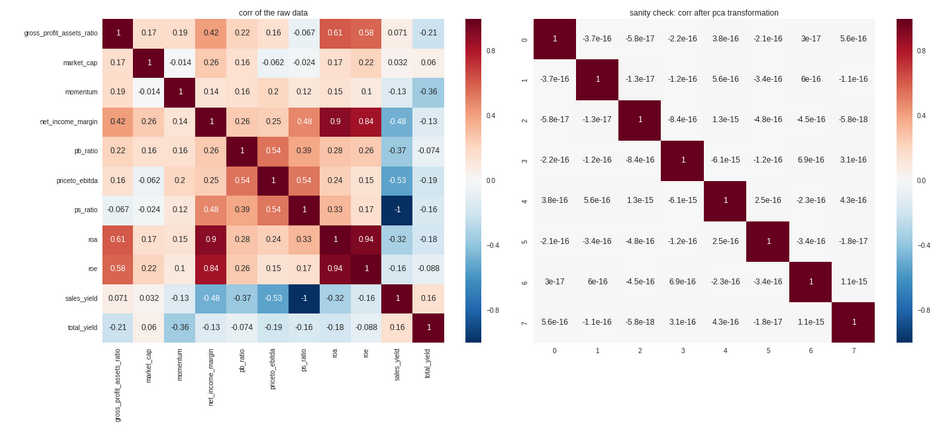 corr of the raw data
gross_profit_assets_ratio 1 0.17 0.19 0.42 0.22 0.16 -0.067 0.61 0.58 0.071 -0.21
market_cap 0.17 1 -0.014 0.26 0.16 -0.062 -0.024 0.17 0.22 0.032 0.06
momentum 0.19 -0.014 1 0.14 0.16 0.2 0.12 0.15 0.1 -0.13 -0.36
net_income_margin 0.42 0.26 0.14 1 0.26 0.25 0.48 0.9 0.84 -0.48 -0.13
pb_ratio 0.22 0.16 0.16 0.26 1 0.54 0.39 0.28 0.26 -0.37 -0.074
priceto_ebitda 0.16 -0.062 0.2 0.25 0.54 1 0.54 0.24 0.15 -0.53 -0.19
ps_ratio -0.067 -0.024 0.12 0.48 0.39 0.54 1 0.33 0.17 -1 -0.16
roa 0.61 0.17 0.15 0.9 0.28 0.24 0.33 1 0.94 -0.32 -0.18
roe 0.58 0.22 0.1 0.84 0.26 0.15 0.17 0.94 1 -0.16 -0.088
sales_yield 0.071 0.032 -0.13 -0.48 -0.37 -0.53 -1 -0.32 -0.16 1 0.16
total_yield -0.21 0.06 -0.36 -0.13 -0.074 -0.19 -0.16 -0.18 -0.088 0.16 1
gross_profit_assets_ratio market_cap momentum net_income_margin pb_ratio priceto_ebitda ps_ratio roa roe sales_yield total_yield
0.8
0.4
0.0
-0.4
-0.8
sanity check: corr after pca transformation
0 1 -3.7e-16 -5.8e-17 -2.2e-16 3.8e-16 -2.1e-16 3e-17 5.6e-16
1 -3.7e-16 1 -1.3e-17 -1.2e-16 5.6e-16 -3.4e-16 6e-16 -1.1e-16
2 -5.8e-17 -1.3e-17 1 -8.4e-16 1.3e-15 -4.8e-16 -4.5e-16 -5.8e-18
3 -2.2e-16 -1.2e-16 -8.4e-16 1 -6.1e-15 -1.2e-16 6.9e-16 3.1e-16
4 3.8e-16 5.6e-16 1.3e-15 -6.1e-15 1 2.5e-16 -2.3e-16 4.3e-16
5 -2.1e-16 -3.4e-16 -4.8e-16 -1.2e-16 2.5e-16 1 -3.4e-16 -1.8e-17
6 3e-17 6e-16 -4.5e-16 6.9e-16 -2.3e-16 -3.4e-16 1 1.1e-15
7 5.6e-16 -1.1e-16 -5.8e-18 3.1e-16 4.3e-16 -1.8e-17 1.1e-15 1
0 1 2 3 4 5 6 7
0.8
0.4
0.0
-0.4
-0.8